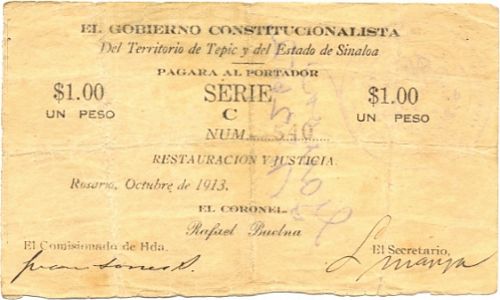 EL GOBIERNO CONSTITUCIONALISTA
Del Territorio de Tepic y del Estado de Sinaloa
PAGARA AL PORTADOR
$1.00 SERIE $1.00
UN PESO C UN PESO
NUM. 540
RESTAURACION Y JUSTICIA.
Rosario, Octubre de 1913.
EL CORONEL
Rafael Buelna
El Comisionado de Hda. El Secretario,